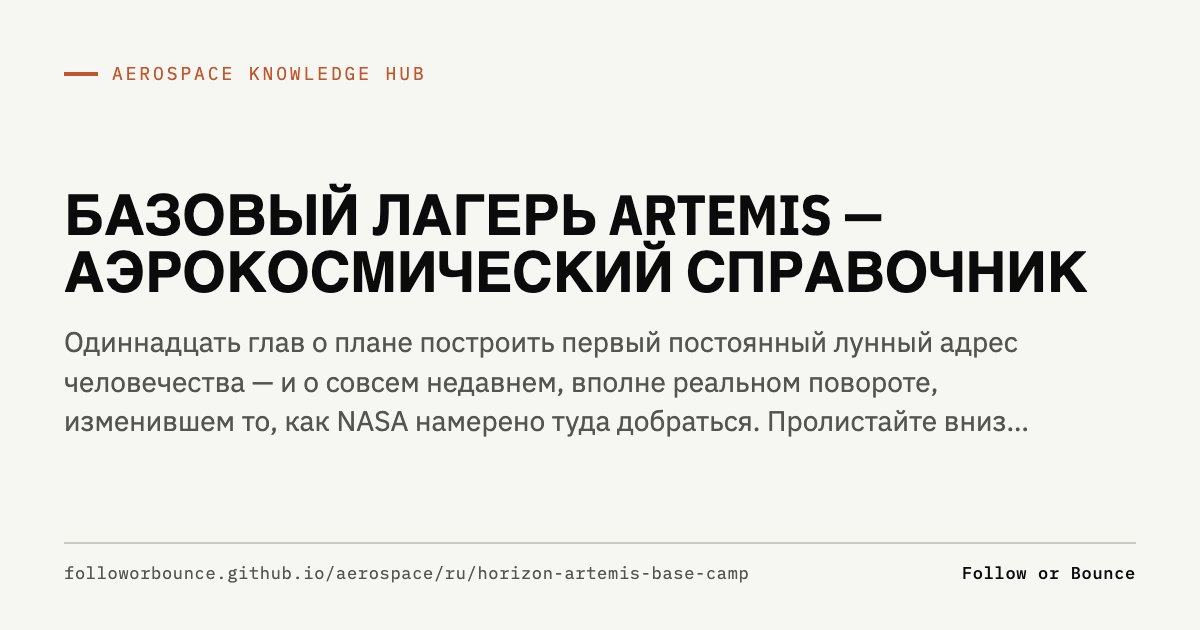 AEROSPACE KNOWLEDGE HUB
БАЗОВЫЙ ЛАГЕРЬ ARTEMIS —
АЭРОКОСМИЧЕСКИЙ СПРАВОЧНИК
Одиннадцать глав о плане построить первый постоянный лунный адрес
человечества — и о совсем недавнем, вполне реальном повороте,
изменившем то, как NASA намерено туда добраться. Пролистайте вниз...
followorbounce.github.io/aerospace/ru/horizon-artemis-base-camp
Follow or Bounce